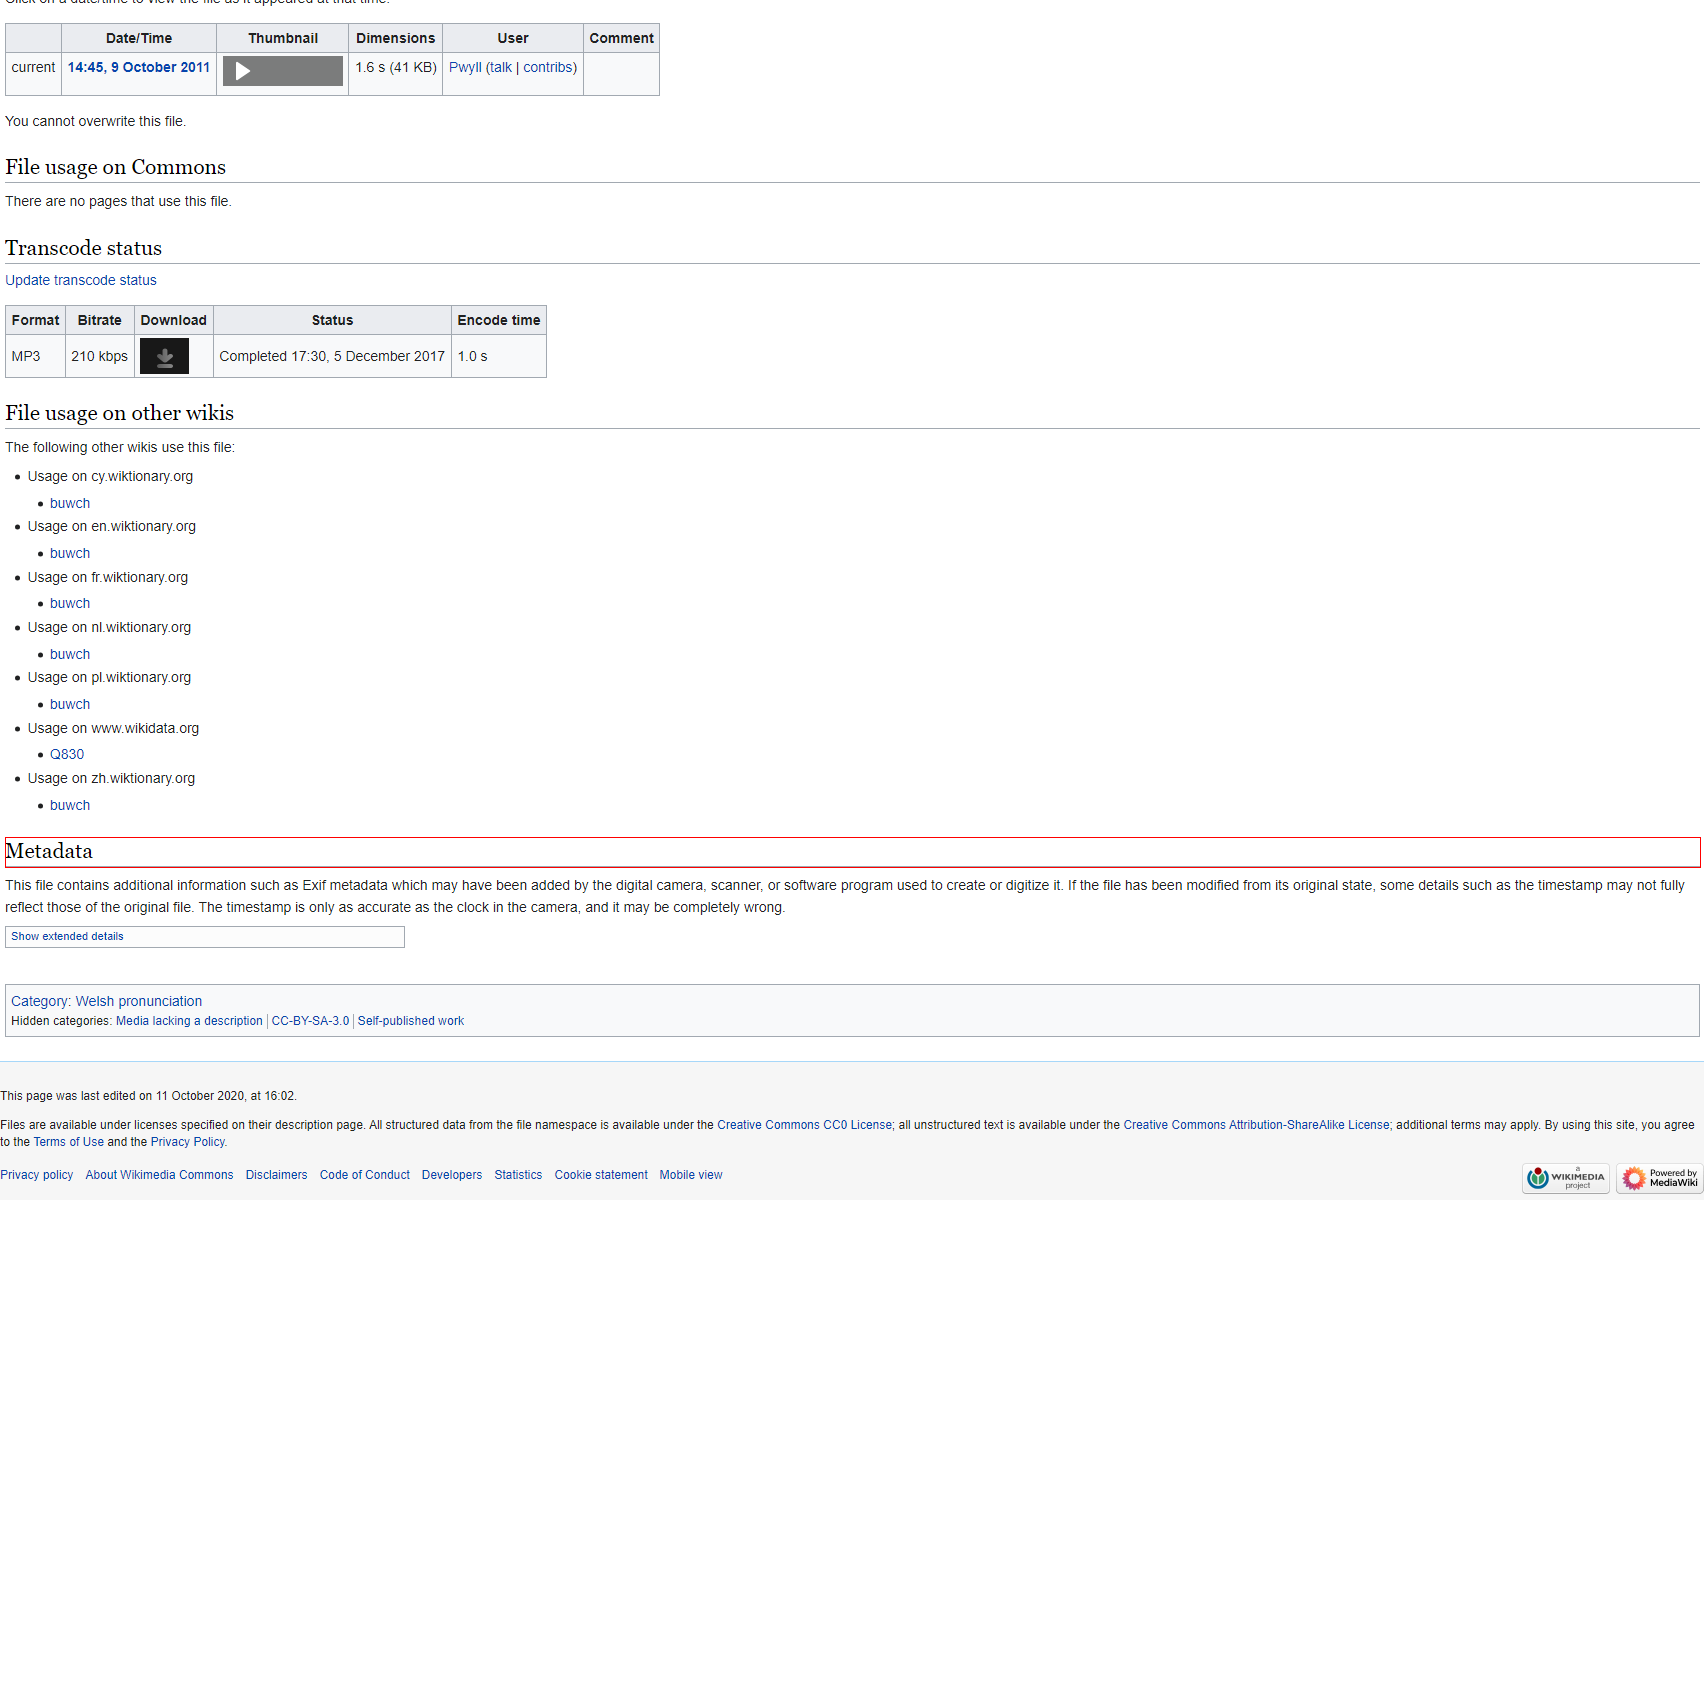 Click on a date/time to view the file as it appeared at that time.
Date/Time Thumbnail Dimensions User Comment
current 14:45, 9 October 2011 1.6 s (41 KB) Pwyll (talk | contribs)
You cannot overwrite this file.
File usage on Commons
There are no pages that use this file.
Transcode status
Update transcode status
Format Bitrate Download Status Encode time
MP3 210 kbps Completed 17:30, 5 December 2017 1.0 s
File usage on other wikis
The following other wikis use this file:
Usage on cy.wiktionary.org
buwch
Usage on en.wiktionary.org
buwch
Usage on fr.wiktionary.org
buwch
Usage on nl.wiktionary.org
buwch
Usage on pl.wiktionary.org
buwch
Usage on www.wikidata.org
Q830
Usage on zh.wiktionary.org
buwch
Metadata
This file contains additional information such as Exif metadata which may have been added by the digital camera, scanner, or software program used to create or digitize it. If the file has been modified from its original state, some details such as the timestamp may not fully
reflect those of the original file. The timestamp is only as accurate as the clock in the camera, and it may be completely wrong.
Show extended details
Category: Welsh pronunciation
Hidden categories: Media lacking a description | CC-BY-SA-3.0 | Self-published work
This page was last edited on 11 October 2020, at 16:02.
Files are available under licenses specified on their description page. All structured data from the file namespace is available under the Creative Commons CC0 License; all unstructured text is available under the Creative Commons Attribution-ShareAlike License; additional terms may apply. By using this site, you agree
to the Terms of Use and the Privacy Policy.
Privacy policy About Wikimedia Commons Disclaimers Code of Conduct Developers Statistics Cookie statement Mobile view
a
WIKIMEDIA
project
Powered by
MediaWiki